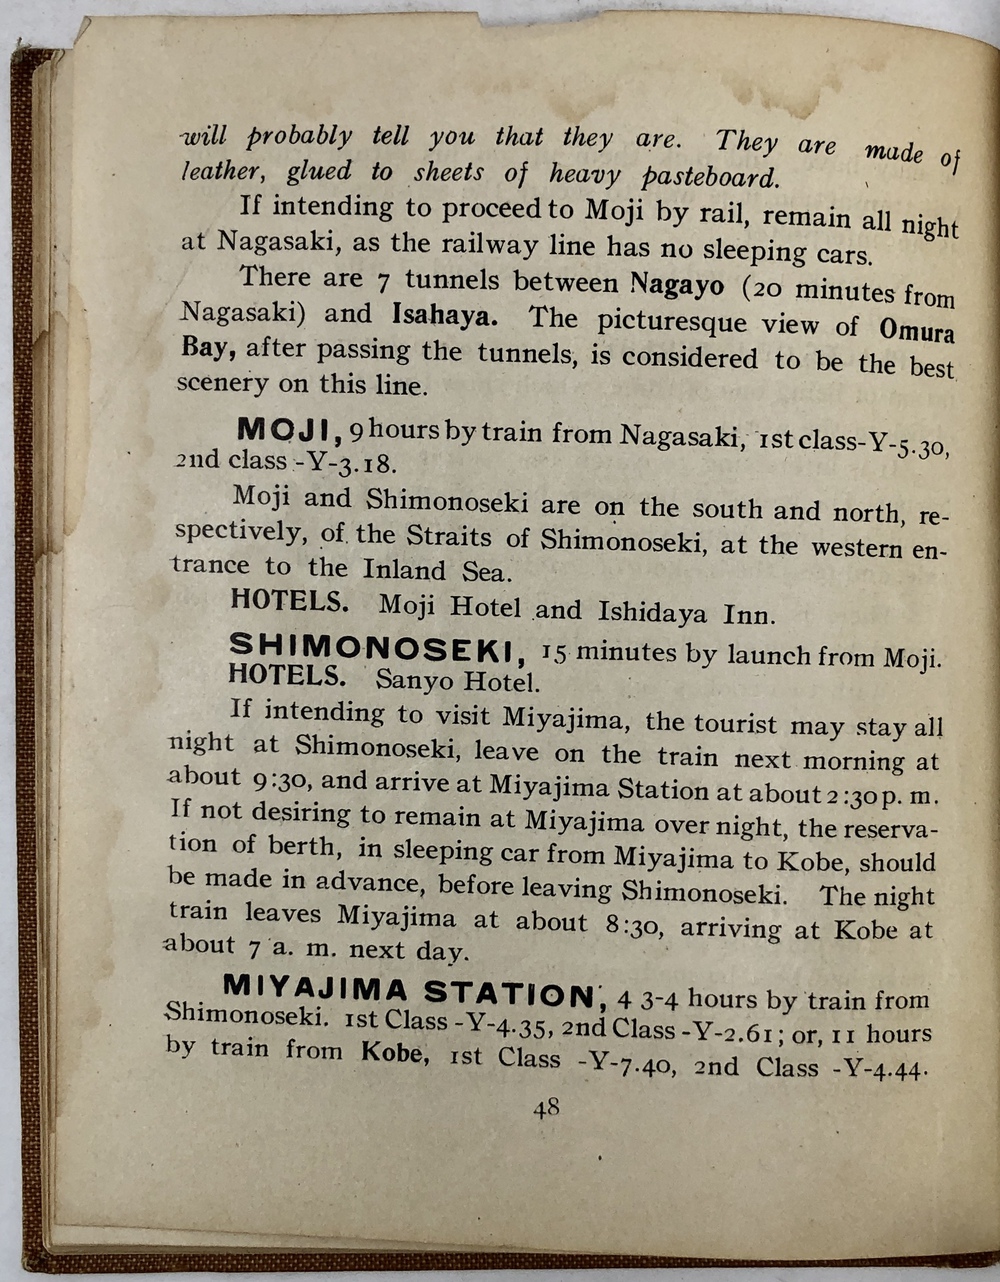 will probably tell you that they are. They are made of
leather, glued to sheets of heavy pasteboard.
If intending to proceed to Moji by rail, remain all night
at Nagasaki, as the railway line has no sleeping cars.
There are 7 tunnels between Nagayo (20 minutes from
Nagasaki) and Isahaya. The picturesque view of Omura
Bay, after passing the tunnels, is considered to be the best
scenery on this line.
MOJI, 9 hours by train from Nagasaki, 1st class-Y-5.30,
2nd class-Y-3.18.
Moji and Shimonoseki are on the south and north, re-
spectively, of the Straits of Shimonoseki, at the western en-
trance to the Inland Sea.
HOTELS. Moji Hotel and Ishidaya Inn.
SHIMONOSEKI, 15 minutes by launch from Moji.
HOTELS. Sanyo Hotel.
If intending to visit Miyajima, the tourist may stay all
night at Shimonoseki, leave on the train next morning at
about 9:30, and arrive at Miyajima Station at about 2:30 p. m.
If not desiring to remain at Miyajima over night, the reserva-
tion of berth, in sleeping car from Miyajima to Kobe, should
be made in advance, before leaving Shimonoseki. The night
train leaves Miyajima at about 8:30, arriving at Kobe at
about 7 a. m. next day.
MIYAJIMA STATION, 4 3-4 hours by train from
Shimonoseki. 1st Class -Y-4.35, 2nd Class -Y-2.61; or, 11 hours
by train from Kobe, 1st Class -Y-7.40, 2nd Class -Y-4.44.
48